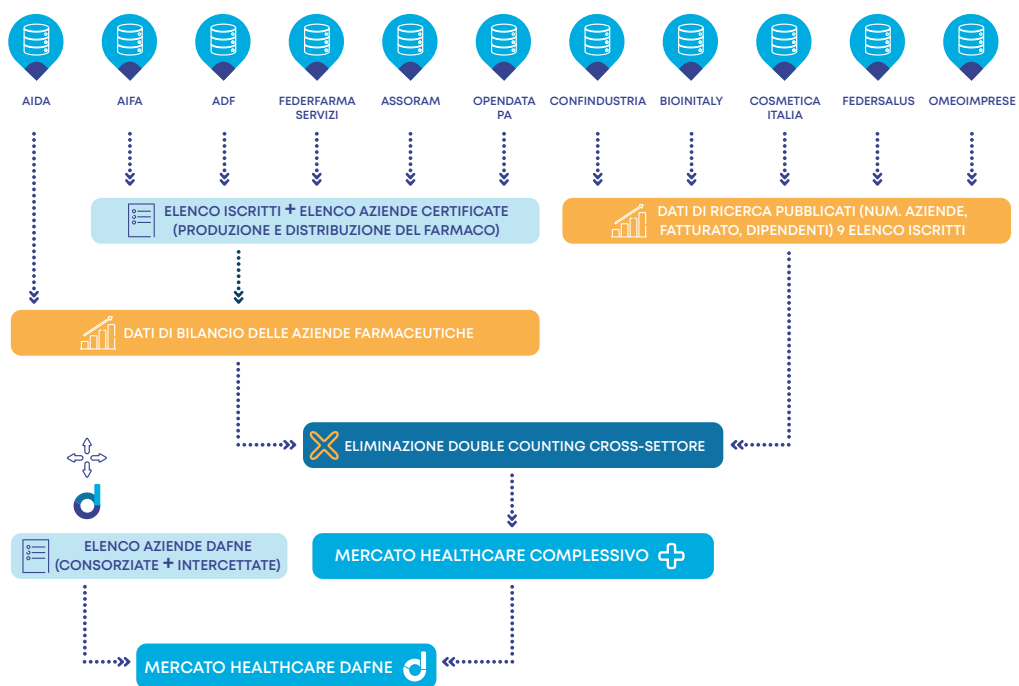 AIDA
AIFA
ADF
FEDERFARMA
SERVIZI
ASSORAM
OPENDATA
PA
CONFINDUSTRIA
BIOINITALY
COSMETICA
ITALIA
FEDERSALUS
OMEOIMPRESE
ELENCO ISCRITTI + ELENCO AZIENDE CERTIFICATE
(PRODUZIONE E DISTRIBUZIONE DEL FARMACO)
DATI DI RICERCA PUBBLICATI (NUM. AZIENDE,
FATTURATO, DIPENDENTI) 9 ELENCO ISCRITTI
DATI DI BILANCIO DELLE AZIENDE FARMACEUTICHE
ELIMINAZIONE DOUBLE COUNTING CROSS-SETTORE
ELENCO AZIENDE DAFNE
(CONSORZIATE + INTERCETTATE)
MERCATO HEALTHCARE COMPLESSIVO
MERCATO HEALTHCARE DAFNE